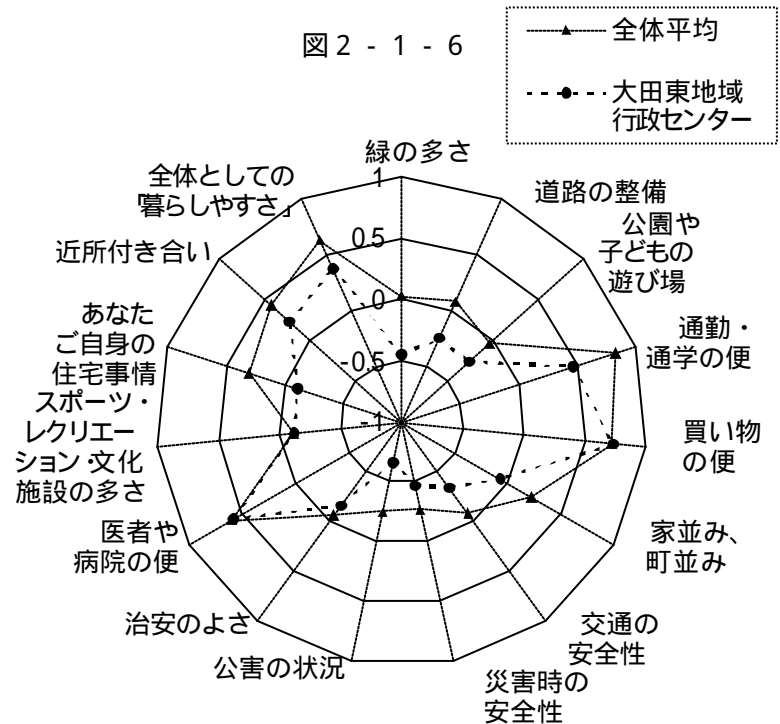 図2-1-6
全体平均
大田東地域
行政センター
緑の多さ
道路の整備
公園や
子どもの
遊び場
通勤・
通学の便
買い物
の便
家並み、
町並み
交通の
安全性
災害時の
安全性
公害の状況
治安のよさ
医者や
病院の便
スポーツ・
レクリエー
ション・文化
施設の多さ
あなた
ご自身の
住宅事情
近所付き合い
全体としての
「暮らしやすさ」
1
0.5
0
-0.5
-1